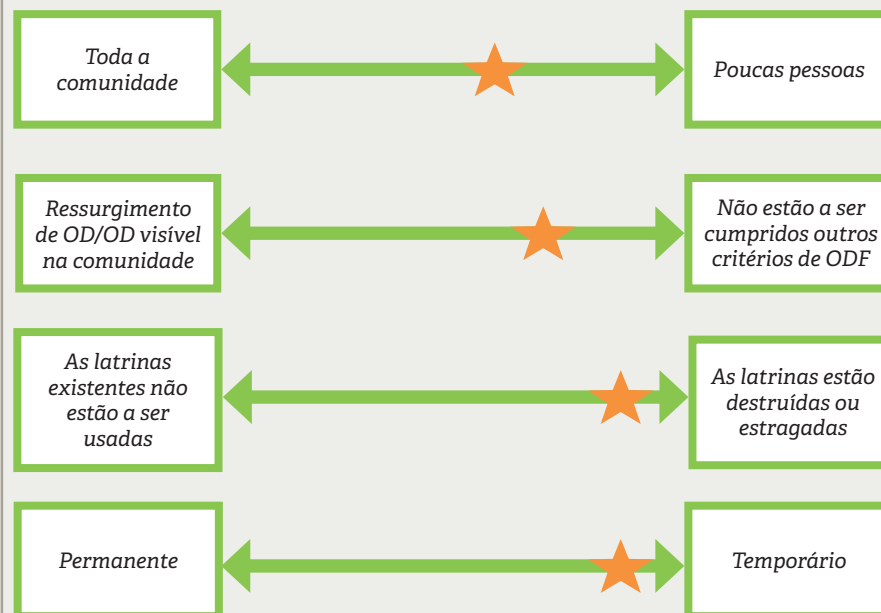 Toda a
comunidade
Poucas pessoas
Ressurgimento
de OD/OD visível
na comunidade
Não estão a ser
cumpridos outros
critérios de ODF
As latrinas
existentes não
estão a ser
usadas
As latrinas estão
destruídas ou
estragadas
Permanente
Temporário